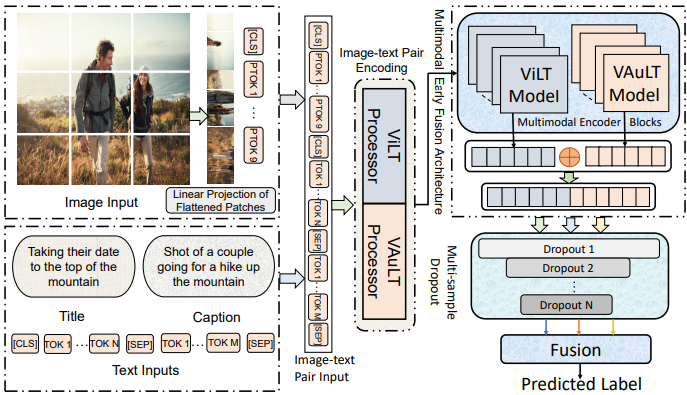 [CLS]
PTOK 1
...
PTOK 9
Image Input
Linear Projection of
Flattened Patches
Taking their date
to the top of the
mountain
Shot of a couple
going for a hike up
the mountain
Title
Caption
[CLS] TOK 1 ... TOK N [SEP] TOK 1 ... TOK M [SEP]
Text Inputs
[CLS]
PTOK 1
...
PTOK 9
[CLS]
TOK 1
...
TOK N
[SEP]
TOK 1
...
TOK M
[SEP]
Image-text
Pair Input
Image-text Pair
Encoding
ViLT
Processor
VAuLT
Processor
Multimodal Early Fusion Architecture
ViLT
Model
VAuLT
Model
Multimodal Encoder Blocks
Multi-sample
Dropout
Dropout 1
Dropout 2
Dropout N
Fusion
Predicted Label